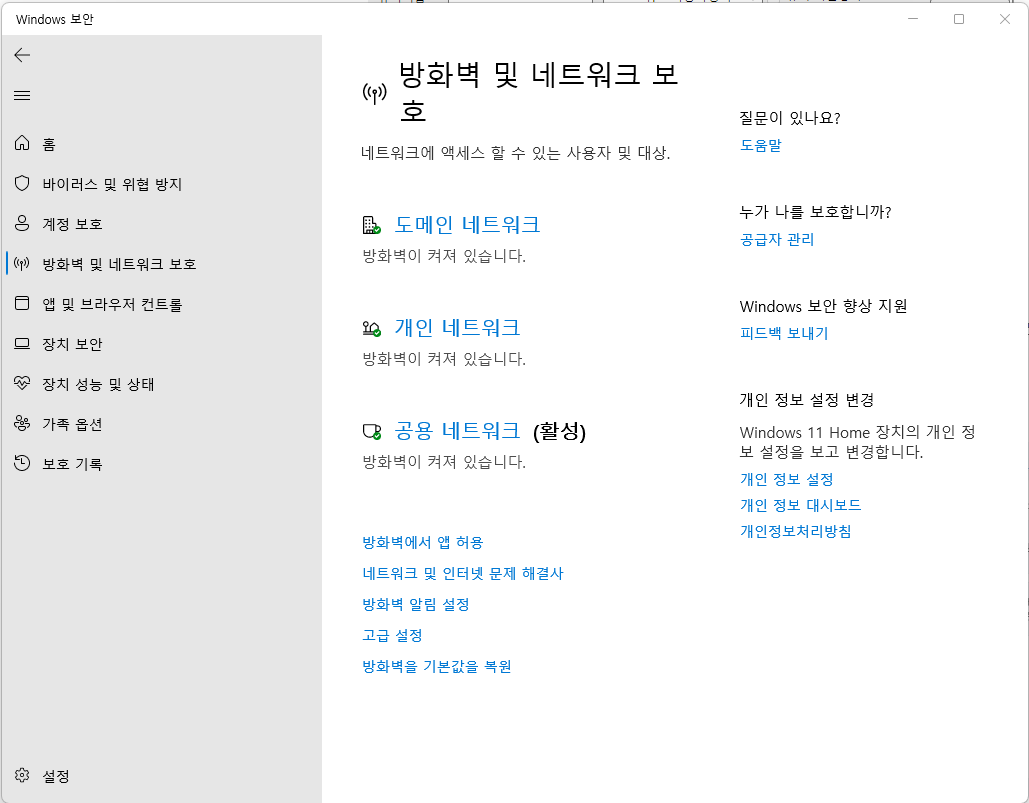 Windows 보안
홈
바이러스 및 위협 방지
계정 보호
방화벽 및 네트워크 보호
앱 및 브라우저 컨트롤
장치 보안
장치 성능 및 상태
가족 옵션
보호 기록
설정
방화벽 및 네트워크 보
호
네트워크에 액세스 할 수 있는 사용자 및 대상.
도메인 네트워크
방화벽이 켜져 있습니다.
개인 네트워크
방화벽이 켜져 있습니다.
공용 네트워크 (활성)
방화벽이 켜져 있습니다.
방화벽에서 앱 허용
네트워크 및 인터넷 문제 해결사
방화벽 알림 설정
고급 설정
방화벽을 기본값을 복원
질문이 있나요?
도움말
누가 나를 보호합니까?
공급자 관리
Windows 보안 향상 지원
피드백 보내기
개인 정보 설정 변경
Windows 11 Home 장치의 개인 정
보 설정을 보고 변경합니다.
개인 정보 설정
개인 정보 대시보드
개인정보처리방침